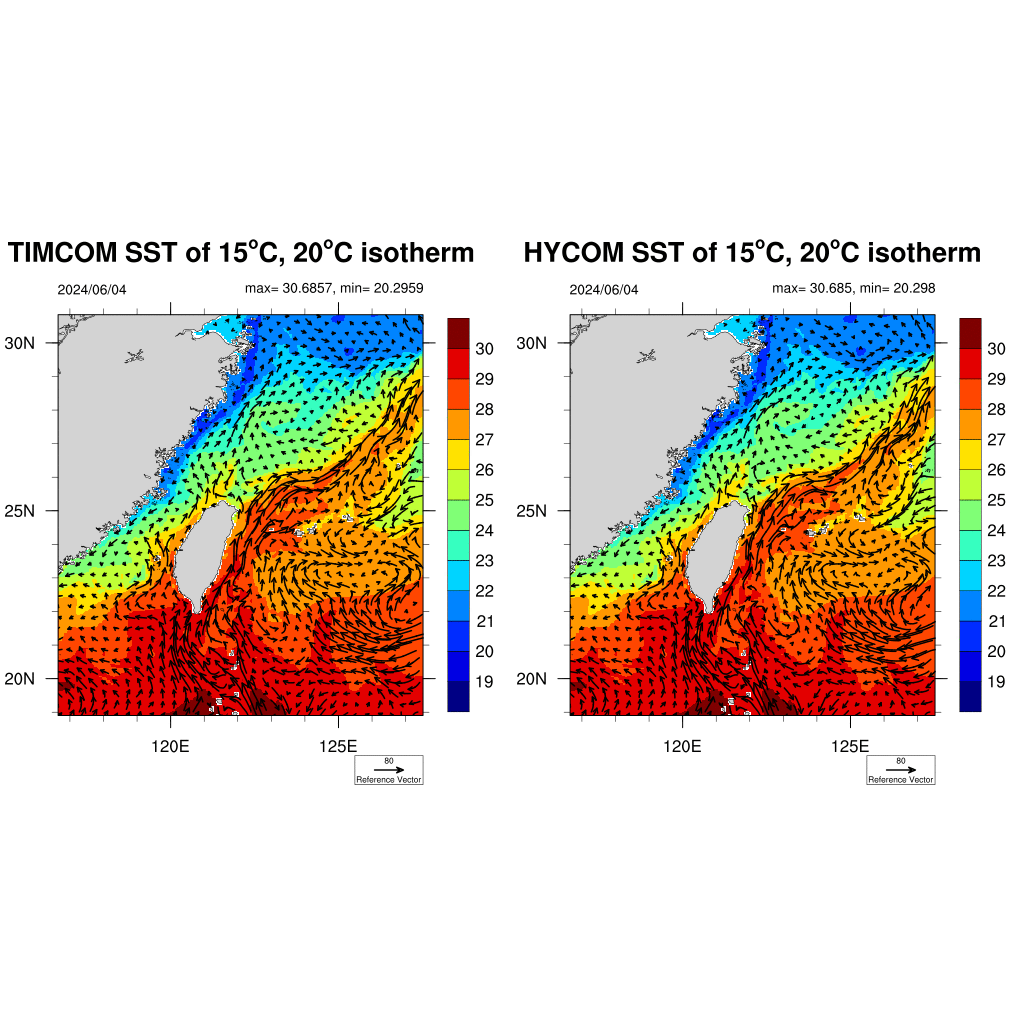 TIMCOM SST of 15°C, 20°C isotherm
2024/06/04 max= 30.6857, min= 20.2959
30N
25N
20N
120E 125E
30
29
28
27
26
25
24
23
22
21
20
19
80
Reference Vector
HYCOM SST of 15°C, 20°C isotherm
2024/06/04 max= 30.685, min= 20.298
30N
25N
20N
120E 125E
30
29
28
27
26
25
24
23
22
21
20
19
80
Reference Vector